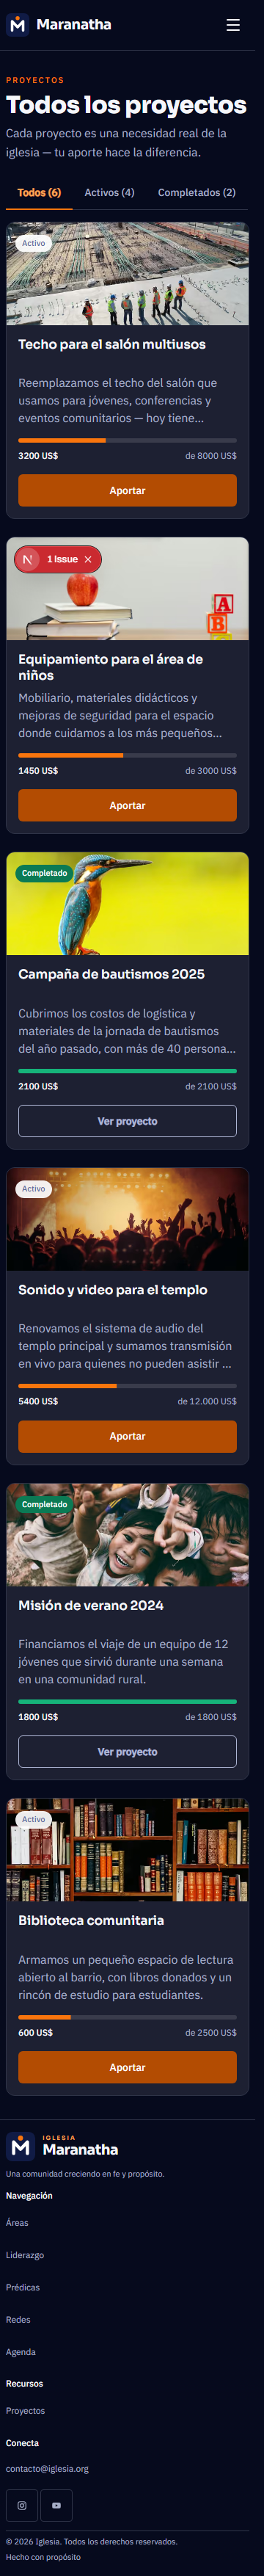 Maranatha
PROYECTOS
Todos los proyectos
Cada proyecto es una necesidad real de la
iglesia — tu aporte hace la diferencia.
Todos (6) Activos (4) Completados (2)
Activo
Techo para el salón multiusos
Reemplazamos el techo del salón que
usamos para jóvenes, conferencias y
eventos comunitarios — hoy tiene...
3200 US$ de 8000 US$
Aportar
N 1 Issue
A
B
Equipamiento para el área de
niños
Mobiliario, materiales didácticos y
mejoras de seguridad para el espacio
donde cuidamos a los más pequeños...
1450 US$ de 3000 US$
Aportar
Completado
Campaña de bautismos 2025
Cubrimos los costos de logística y
materiales de la jornada de bautismos
del año pasado, con más de 40 persona...
2100 US$ de 2100 US$
Ver proyecto
Activo
Sonido y video para el templo
Renovamos el sistema de audio del
templo principal y sumamos transmisión
en vivo para quienes no pueden asistir ...
5400 US$ de 12.000 US$
Aportar
Completado
Misión de verano 2024
Financiamos el viaje de un equipo de 12
jóvenes que sirvió durante una semana
en una comunidad rural.
1800 US$ de 1800 US$
Ver proyecto
Activo
Biblioteca comunitaria
Armamos un pequeño espacio de lectura
abierto al barrio, con libros donados y un
rincón de estudio para estudiantes.
600 US$ de 2500 US$
Aportar
IGLESIA
Maranatha
Una comunidad creciendo en fe y propósito.
Navegación
Áreas
Liderazgo
Prédicas
Redes
Agenda
Recursos
Proyectos
Conecta
contacto@iglesia.org
© 2026 Iglesia. Todos los derechos reservados.
Hecho con propósito